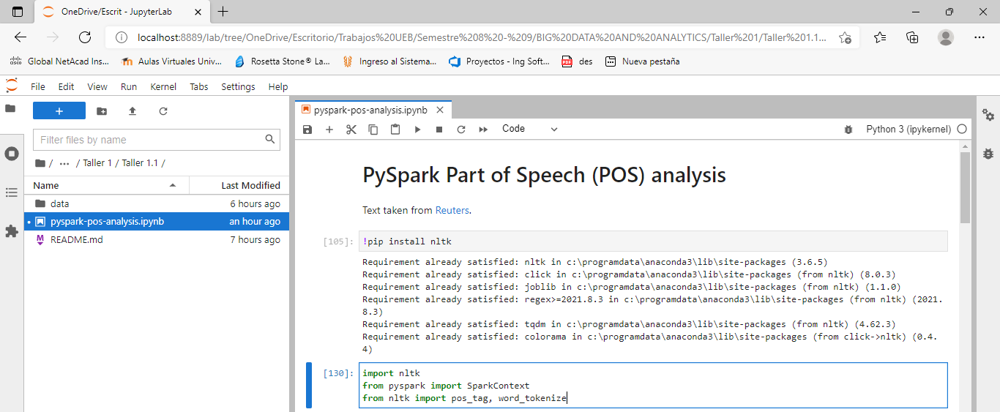 OneDrive/Escrit - JupyterLab
localhost:8889/lab/tree/OneDrive/Escritorio/Trabajos%20UEB/Semestre%208%20-%209/BIG%20DATA%20AND%20ANALYTICS/Taller%201/Taller%201.1...
Global NetAcad Ins... Aulas Virtuales Univ... Rosetta Stone® La... Ingreso al Sistema... Proyectos - Ing Soft... PDF des Nueva pestaña
File Edit View Run Kernel Tabs Settings Help
pyspark-pos-analysis.ipynb
Filter files by name
Code
Python 3 (ipykernel)
/ ... / Taller 1 / Taller 1.1 /
Name Last Modified
data 6 hours ago
pyspark-pos-analysis.ipynb an hour ago
README.md 7 hours ago
PySpark Part of Speech (POS) analysis
Text taken from Reuters.
[105]: !pip install nltk
Requirement already satisfied: nltk in c:\programdata\anaconda3\lib\site-packages (3.6.5)
Requirement already satisfied: click in c:\programdata\anaconda3\lib\site-packages (from nltk) (8.0.3)
Requirement already satisfied: joblib in c:\programdata\anaconda3\lib\site-packages (from nltk) (1.1.0)
Requirement already satisfied: regex>=2021.8.3 in c:\programdata\anaconda3\lib\site-packages (from nltk) (2021.
8.3)
Requirement already satisfied: tqdm in c:\programdata\anaconda3\lib\site-packages (from nltk) (4.62.3)
Requirement already satisfied: colorama in c:\programdata\anaconda3\lib\site-packages (from click->nltk) (0.4.
4)
[130]: import nltk
from pyspark import SparkContext
from nltk import pos_tag, word_tokenize